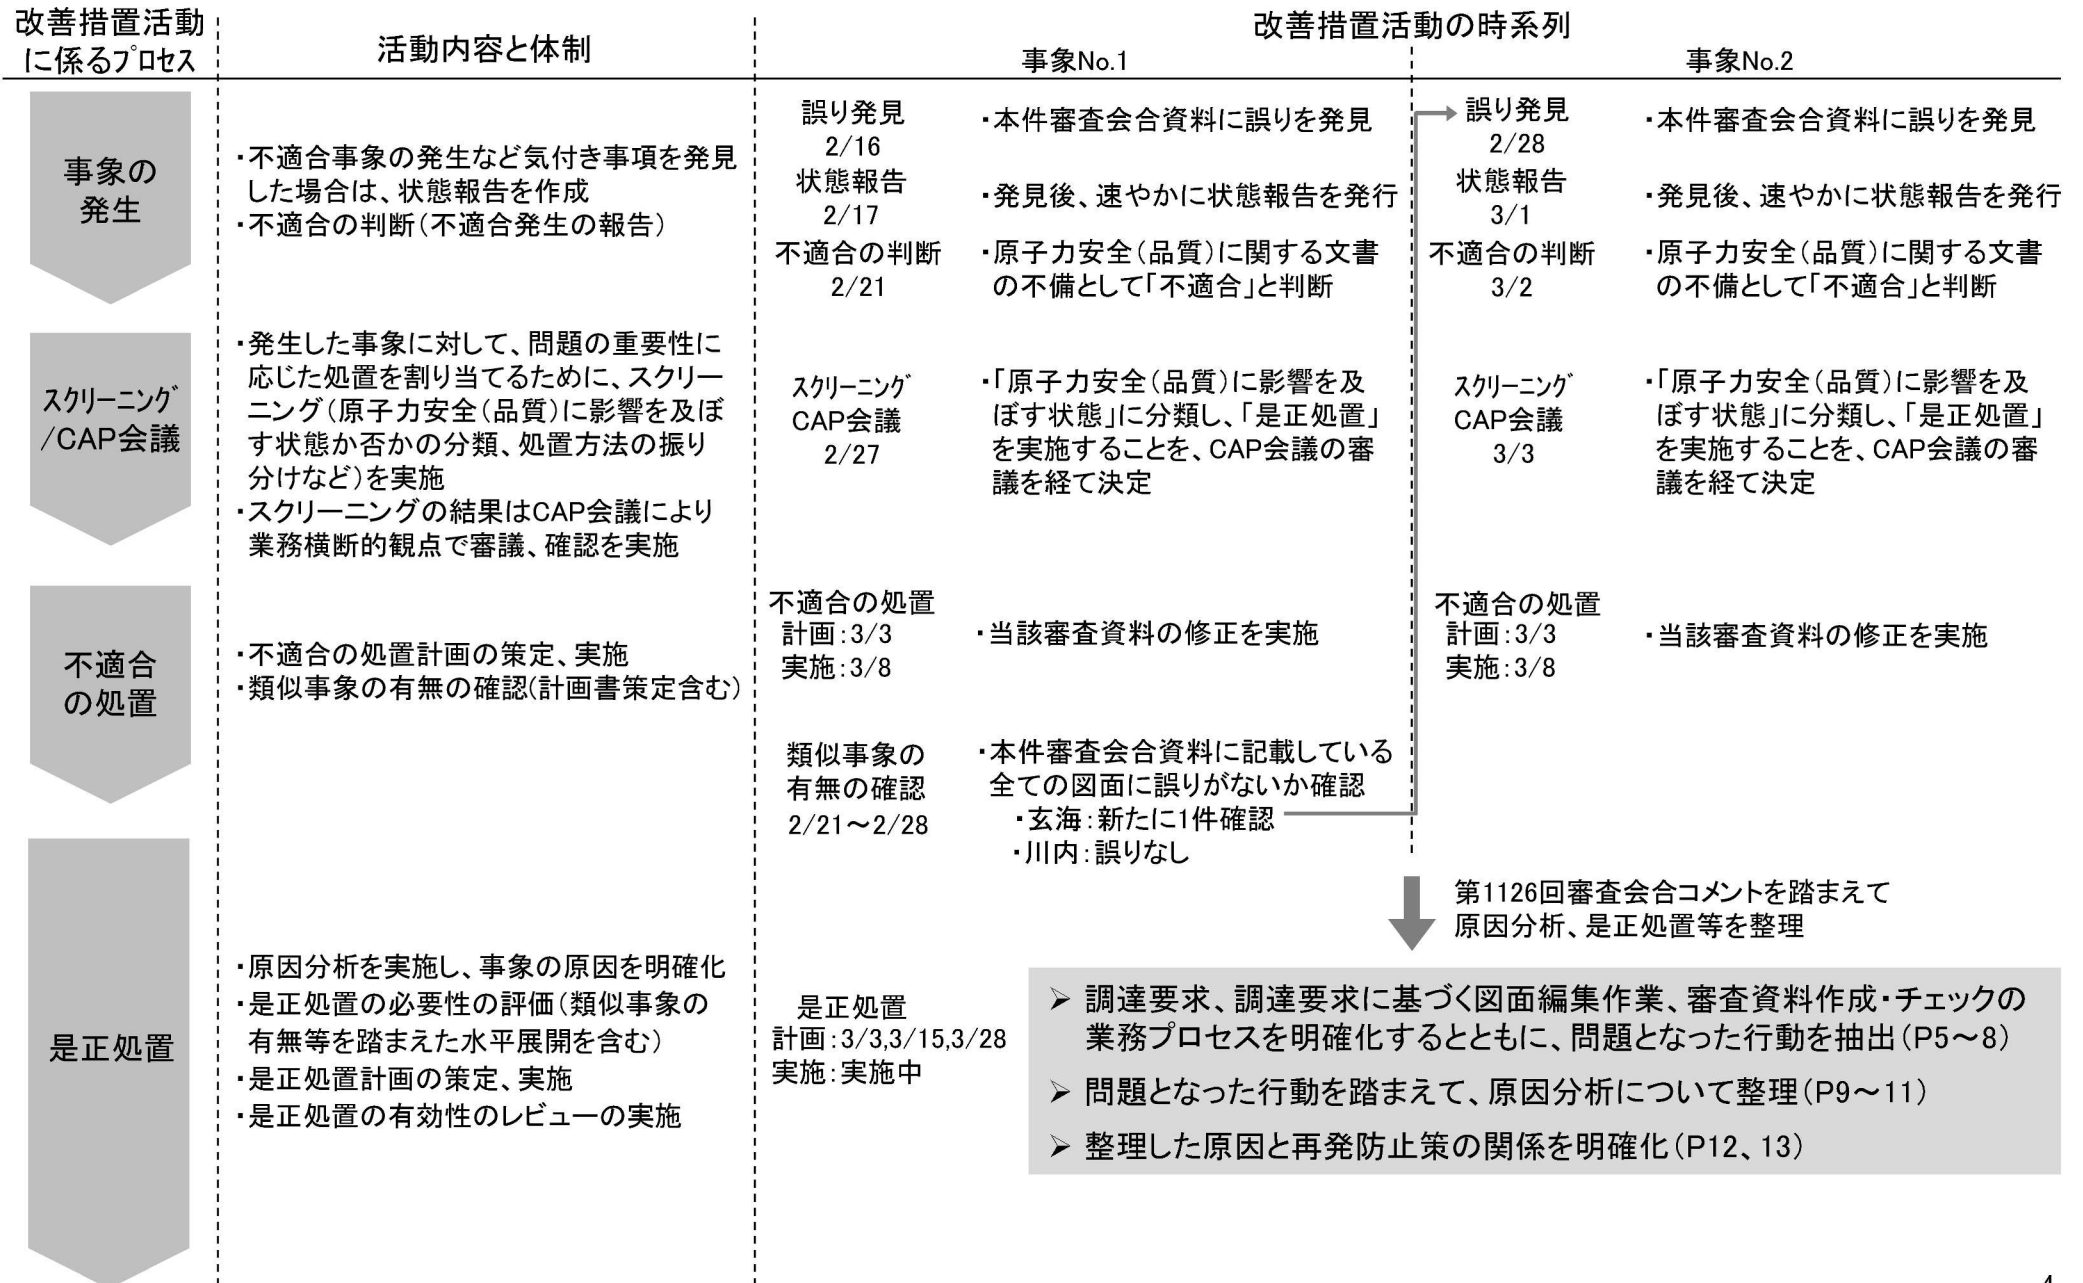 改善措置活動
に係るプロセス
活動内容と体制
改善措置活動の時系列
事象No.1
事象No.2
事象の
発生
・不適合事象の発生など気付き事項を発見
した場合は、状態報告を作成
・不適合の判断(不適合発生の報告)
誤り発見
2/16
・本件審査会合資料に誤りを発見
状態報告
2/17
・発見後、速やかに状態報告を発行
不適合の判断
2/21
・原子力安全(品質)に関する文書
の不備として「不適合」と判断
誤り発見
2/28
・本件審査会合資料に誤りを発見
状態報告
3/1
・発見後、速やかに状態報告を発行
不適合の判断
3/2
・原子力安全(品質)に関する文書
の不備として「不適合」と判断
スクリーニング
/CAP会議
・発生した事象に対して、問題の重要性に
応じた処置を割り当てるために、スクリー
ニング(原子力安全(品質)に影響を及ぼ
す状態か否かの分類、処置方法の振り
分けなど)を実施
・スクリーニングの結果はCAP会議により
業務横断的観点で審議、確認を実施
スクリーニング
CAP会議
2/27
・「原子力安全(品質)に影響を及
ぼす状態」に分類し、「是正処置」
を実施することを、CAP会議の審
議を経て決定
スクリーニング
CAP会議
3/3
・「原子力安全(品質)に影響を及
ぼす状態」に分類し、「是正処置」
を実施することを、CAP会議の審
議を経て決定
不適合
の処置
・不適合の処置計画の策定、実施
・類似事象の有無の確認(計画書策定含む)
不適合の処置
計画:3/3
実施:3/8
・当該審査資料の修正を実施
不適合の処置
計画:3/3
実施:3/8
・当該審査資料の修正を実施
類似事象の
有無の確認
2/21～2/28
・本件審査会合資料に記載している
全ての図面に誤りがないか確認
・玄海:新たに1件確認
・川内:誤りなし
第1126回審査会合コメントを踏まえて
原因分析、是正処置等を整理
是正処置
・原因分析を実施し、事象の原因を明確化
・是正処置の必要性の評価(類似事象の
有無等を踏まえた水平展開を含む)
・是正処置計画の策定、実施
・是正処置の有効性のレビューの実施
是正処置
計画:3/3,3/15,3/28
実施:実施中
➢ 調達要求、調達要求に基づく図面編集作業、審査資料作成・チェックの
業務プロセスを明確化するとともに、問題となった行動を抽出(P5～8)
➢ 問題となった行動を踏まえて、原因分析について整理(P9～11)
➢ 整理した原因と再発防止策の関係を明確化(P12、13)